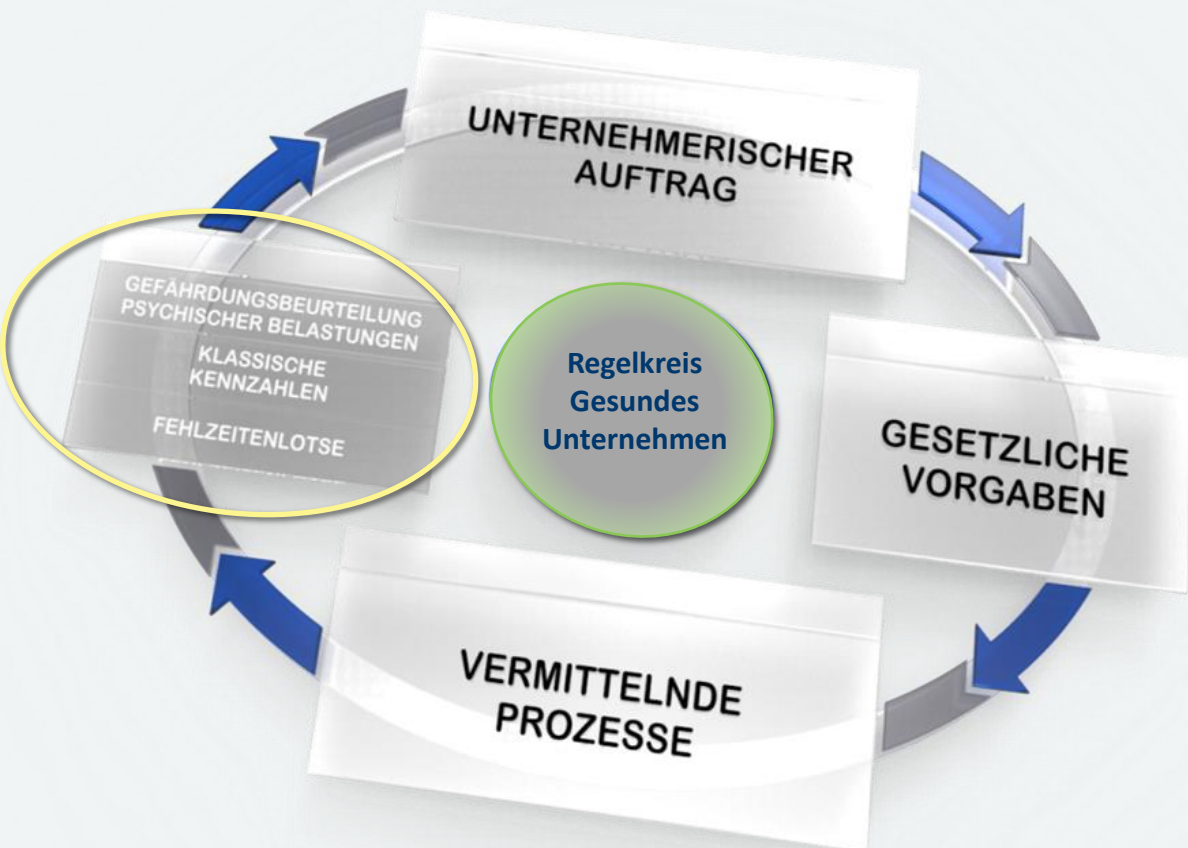 UNTERNEHMERISCHER
AUFTRAG
GEFÄHRDUNGSBEURTEILUNG
PSYCHISCHER BELASTUNGEN
KLASSISCHE
KENNZAHLEN
FEHLZEITENLOTSE
Regelkreis
Gesundes
Unternehmen
GESETZLICHE
VORGABEN
VERMITTELNDE
PROZESSE